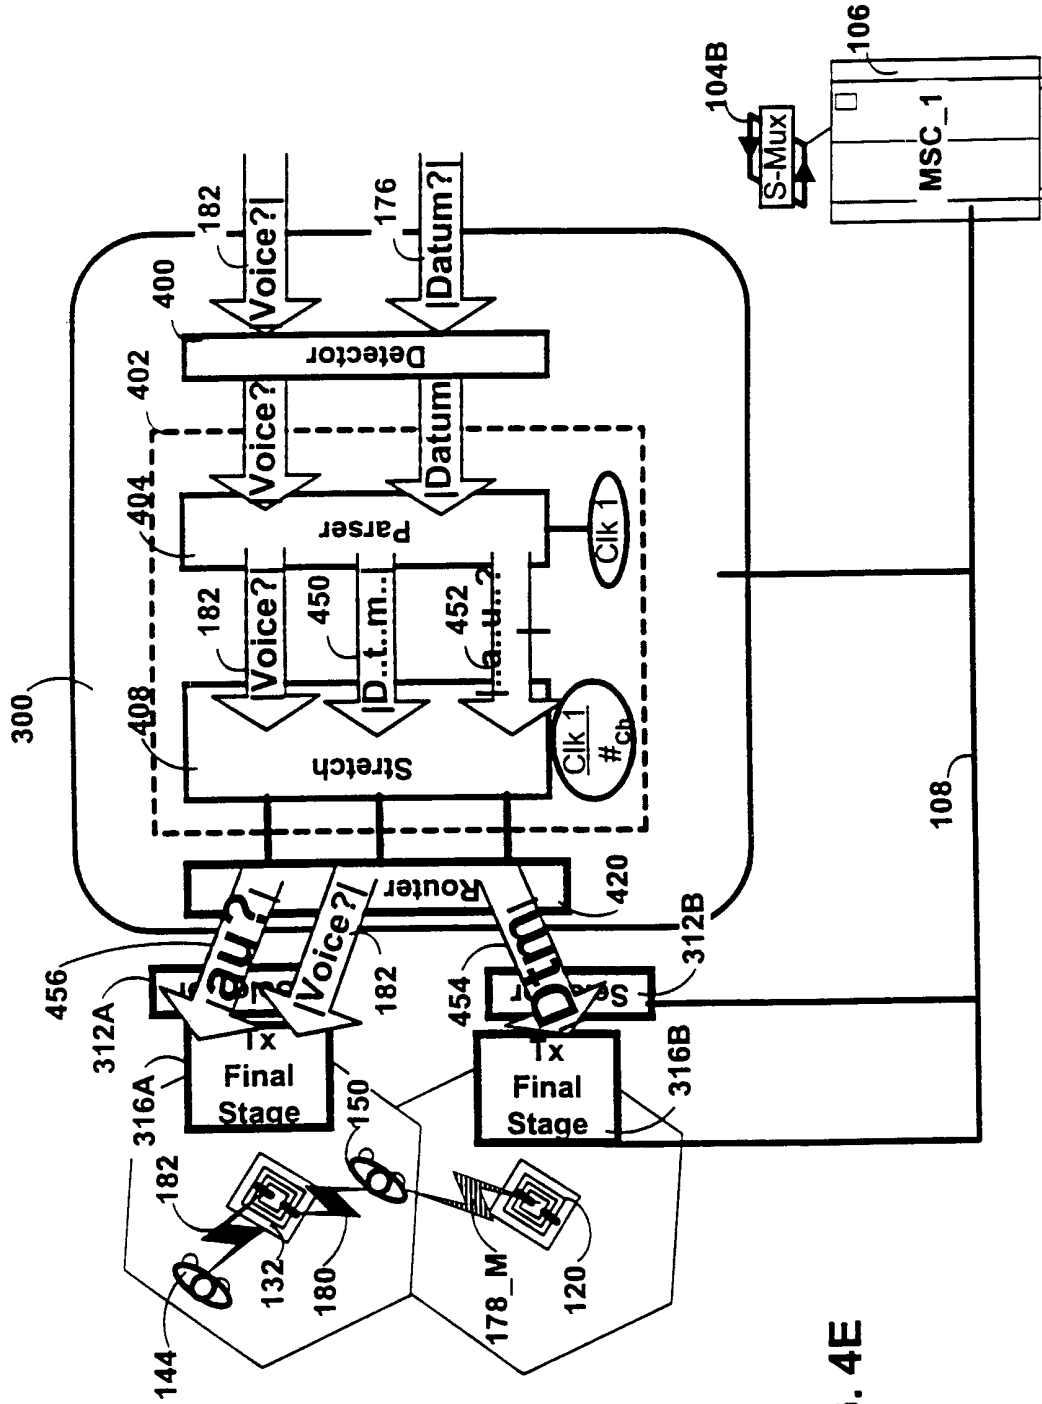 300
402
404
408
400
182
176
|Voice?|
|Datum?|
Detector
Voice?
|Datum
Parser
Clk 1
182
450
452
Voice?
|D..t..m..
|..a..u..?
Stretch
Clk 1
#Ch
Router
420
456
|au?|
|Voice?|
182
454
Dtm
312A
312B
316A
316B
Tx
Final
Stage
Tx
Final
Stage
150
182
132
180
144
178_M
120
108
104B
S-Mux
106
MSC_1
. 4E